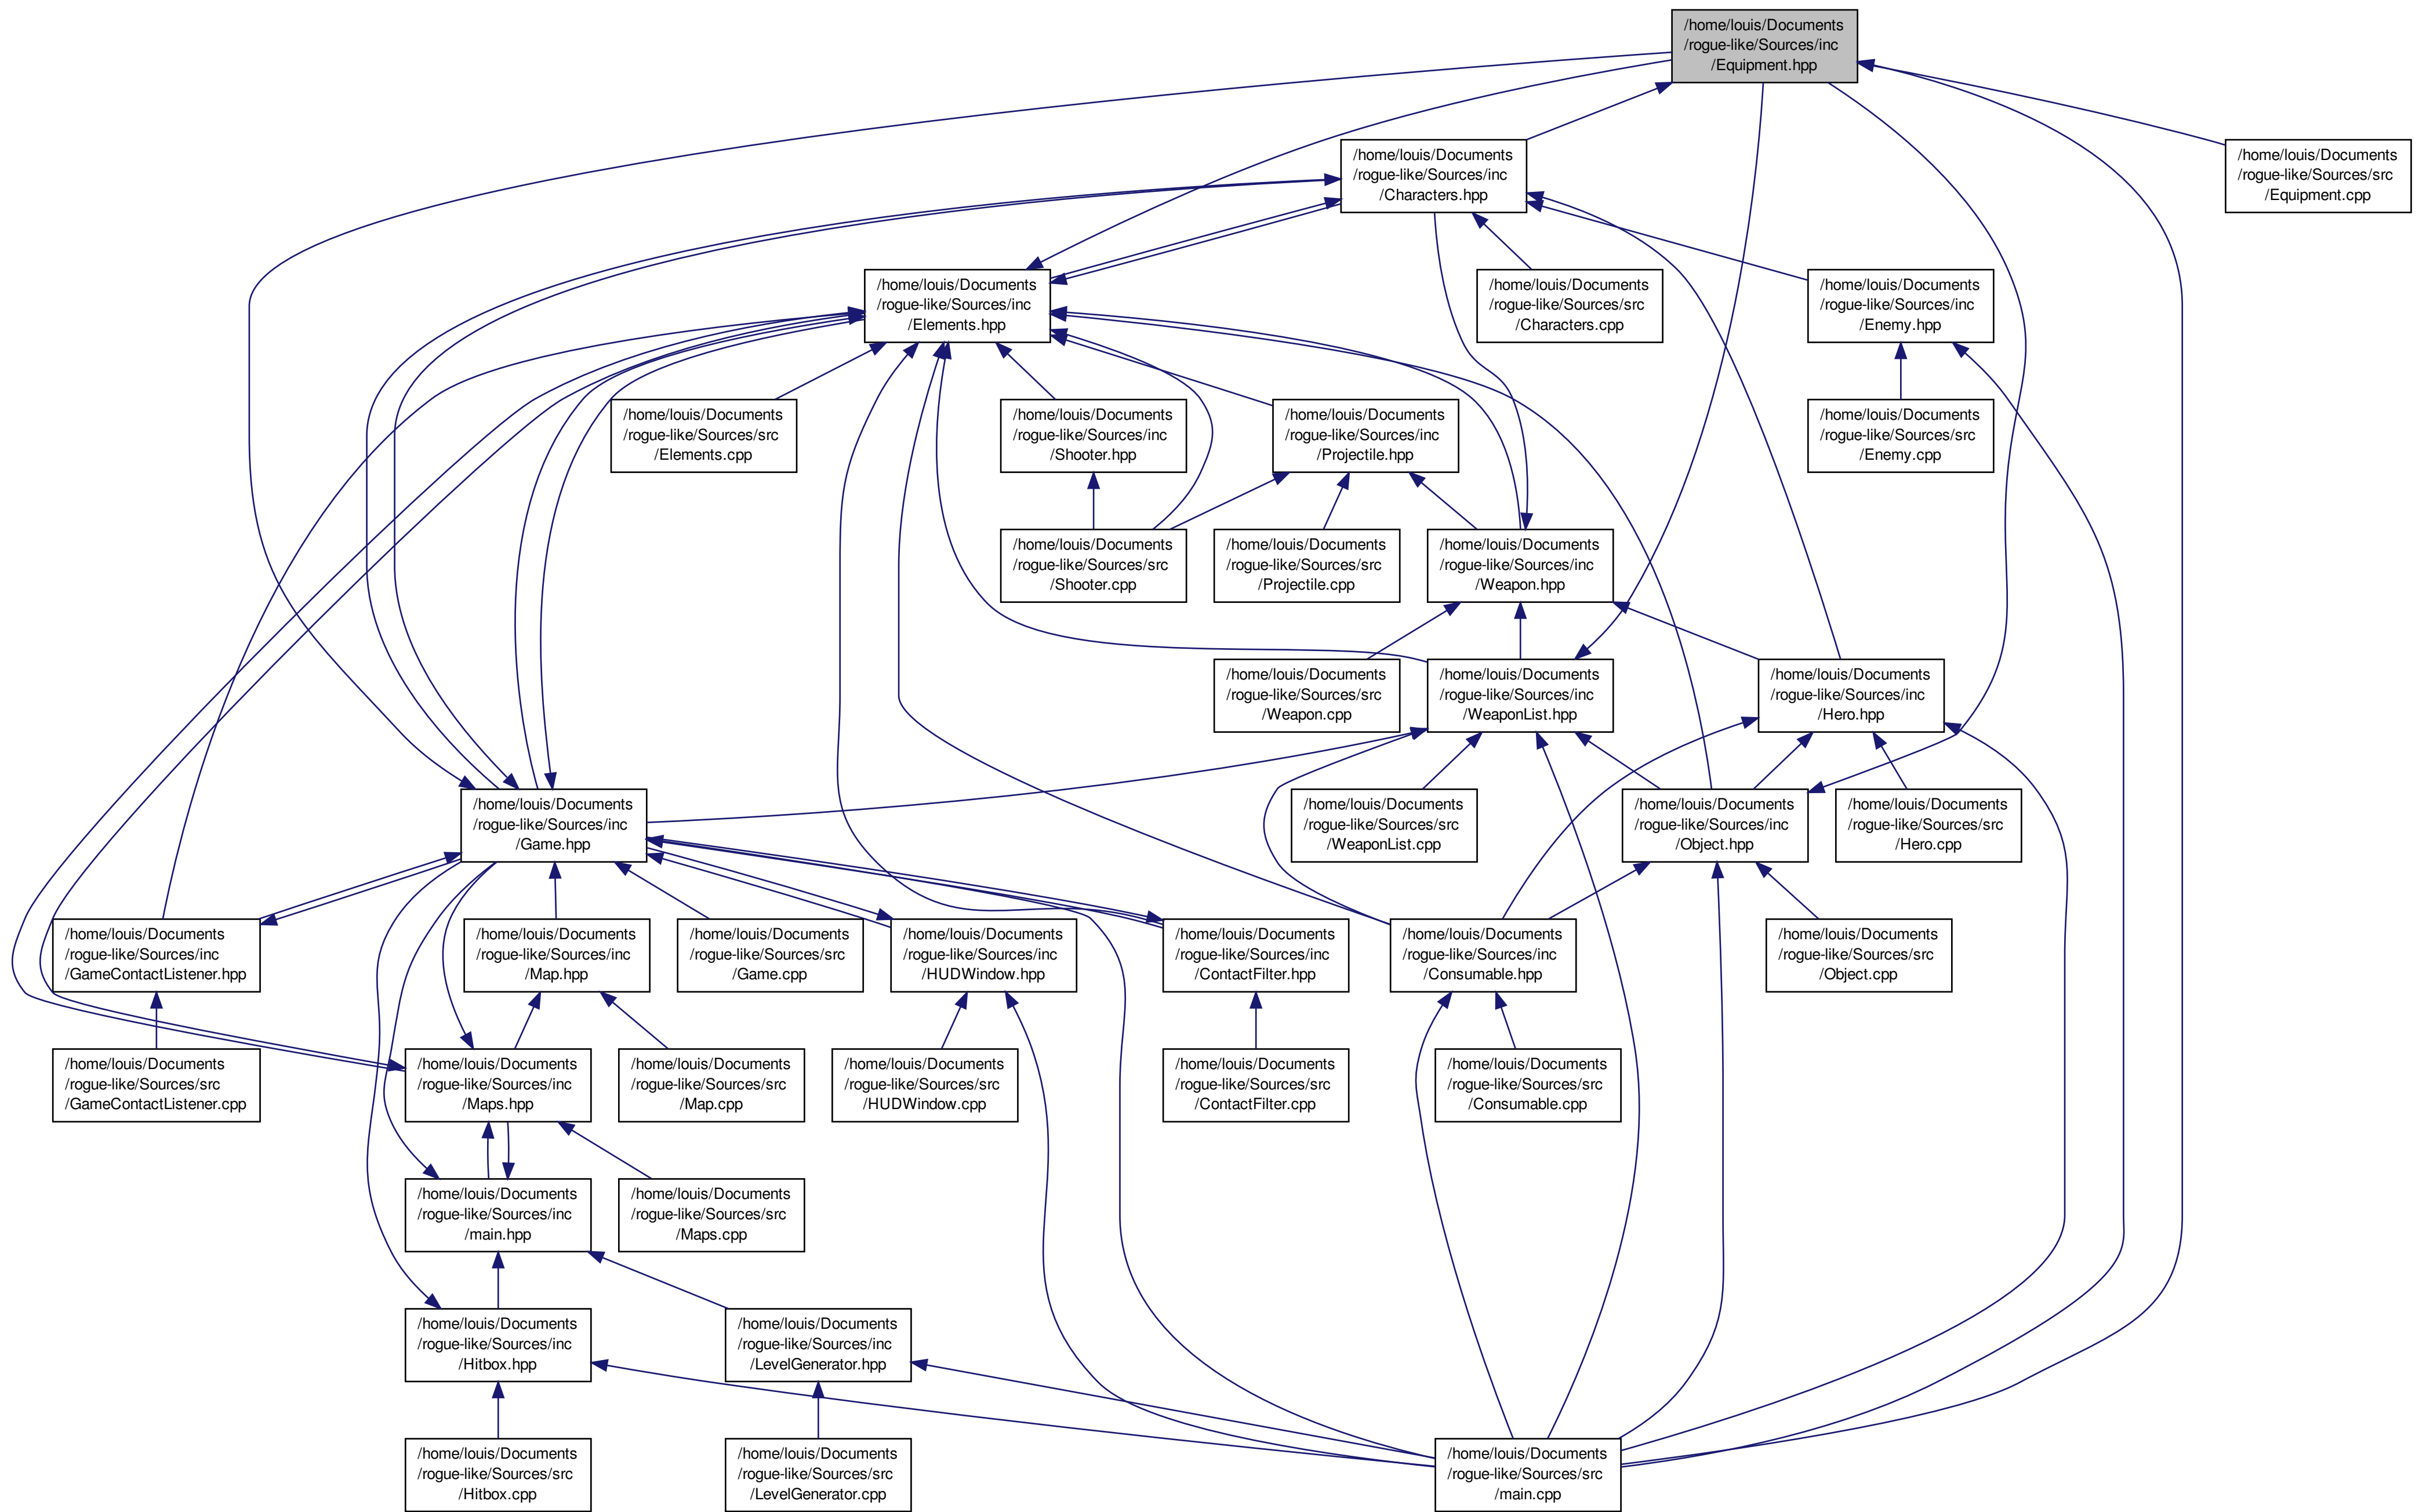 /home/louis/Documents
/rogue-like/Sources/inc
/Equipment.hpp
/home/louis/Documents
/rogue-like/Sources/inc
/Characters.hpp
/home/louis/Documents
/rogue-like/Sources/src
/Equipment.cpp
/home/louis/Documents
/rogue-like/Sources/inc
/Elements.hpp
/home/louis/Documents
/rogue-like/Sources/src
/Characters.cpp
/home/louis/Documents
/rogue-like/Sources/inc
/Enemy.hpp
/home/louis/Documents
/rogue-like/Sources/src
/Elements.cpp
/home/louis/Documents
/rogue-like/Sources/inc
/Shooter.hpp
/home/louis/Documents
/rogue-like/Sources/inc
/Projectile.hpp
/home/louis/Documents
/rogue-like/Sources/src
/Enemy.cpp
/home/louis/Documents
/rogue-like/Sources/src
/Shooter.cpp
/home/louis/Documents
/rogue-like/Sources/src
/Projectile.cpp
/home/louis/Documents
/rogue-like/Sources/inc
/Weapon.hpp
/home/louis/Documents
/rogue-like/Sources/src
/Weapon.cpp
/home/louis/Documents
/rogue-like/Sources/inc
/WeaponList.hpp
/home/louis/Documents
/rogue-like/Sources/inc
/Hero.hpp
/home/louis/Documents
/rogue-like/Sources/inc
/Game.hpp
/home/louis/Documents
/rogue-like/Sources/src
/WeaponList.cpp
/home/louis/Documents
/rogue-like/Sources/inc
/Object.hpp
/home/louis/Documents
/rogue-like/Sources/src
/Hero.cpp
/home/louis/Documents
/rogue-like/Sources/inc
/GameContactListener.hpp
/home/louis/Documents
/rogue-like/Sources/inc
/Map.hpp
/home/louis/Documents
/rogue-like/Sources/src
/Game.cpp
/home/louis/Documents
/rogue-like/Sources/inc
/HUDWindow.hpp
/home/louis/Documents
/rogue-like/Sources/inc
/ContactFilter.hpp
/home/louis/Documents
/rogue-like/Sources/inc
/Consumable.hpp
/home/louis/Documents
/rogue-like/Sources/src
/Object.cpp
/home/louis/Documents
/rogue-like/Sources/src
/GameContactListener.cpp
/home/louis/Documents
/rogue-like/Sources/inc
/Maps.hpp
/home/louis/Documents
/rogue-like/Sources/src
/Map.cpp
/home/louis/Documents
/rogue-like/Sources/src
/HUDWindow.cpp
/home/louis/Documents
/rogue-like/Sources/src
/ContactFilter.cpp
/home/louis/Documents
/rogue-like/Sources/src
/Consumable.cpp
/home/louis/Documents
/rogue-like/Sources/inc
/main.hpp
/home/louis/Documents
/rogue-like/Sources/src
/Maps.cpp
/home/louis/Documents
/rogue-like/Sources/inc
/Hitbox.hpp
/home/louis/Documents
/rogue-like/Sources/inc
/LevelGenerator.hpp
/home/louis/Documents
/rogue-like/Sources/src
/Hitbox.cpp
/home/louis/Documents
/rogue-like/Sources/src
/LevelGenerator.cpp
/home/louis/Documents
/rogue-like/Sources/src
/main.cpp